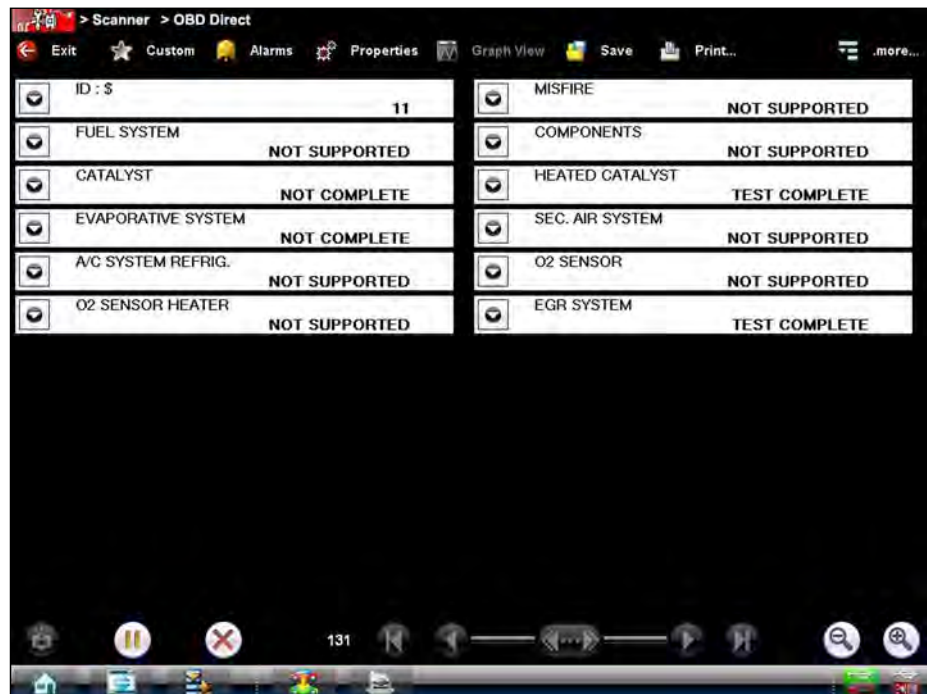 > Scanner > OBD Direct
Exit Custom Alarms Properties Graph View Save Print... .more...
ID : $
11
MISFIRE
NOT SUPPORTED
FUEL SYSTEM
NOT SUPPORTED
COMPONENTS
NOT SUPPORTED
CATALYST
NOT COMPLETE
HEATED CATALYST
TEST COMPLETE
EVAPORATIVE SYSTEM
NOT COMPLETE
SEC. AIR SYSTEM
NOT SUPPORTED
A/C SYSTEM REFRIG.
NOT SUPPORTED
O2 SENSOR
NOT SUPPORTED
O2 SENSOR HEATER
NOT SUPPORTED
EGR SYSTEM
TEST COMPLETE
131